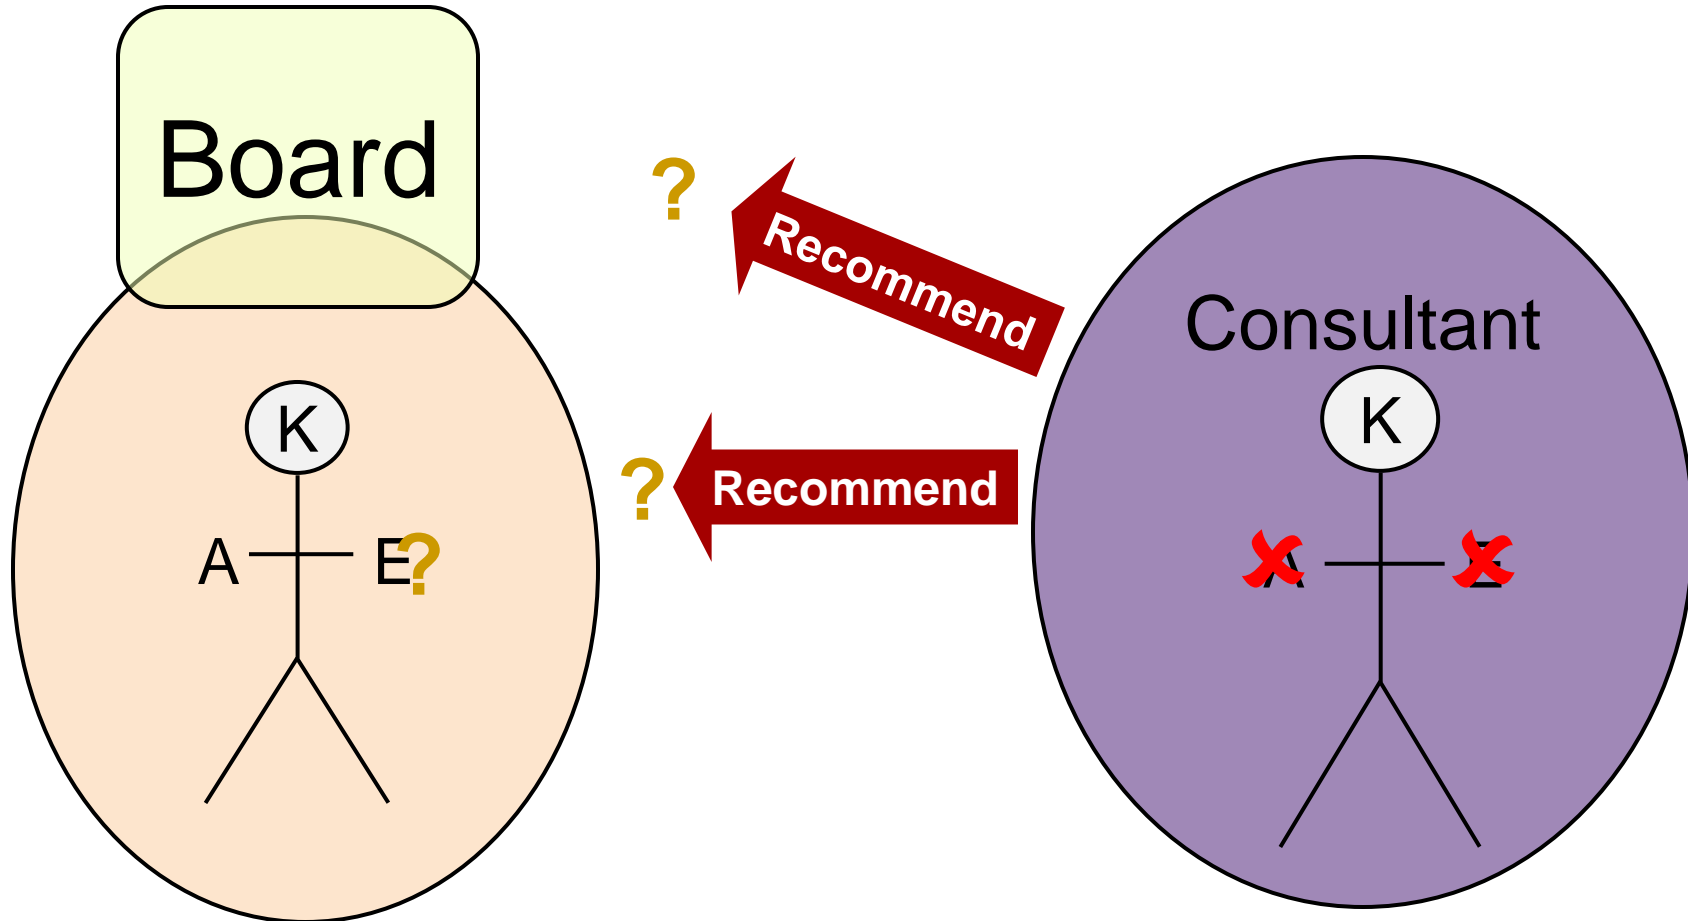 Board
?
Recommend
Consultant
K
K
?
Recommend
A
E
?
A
E